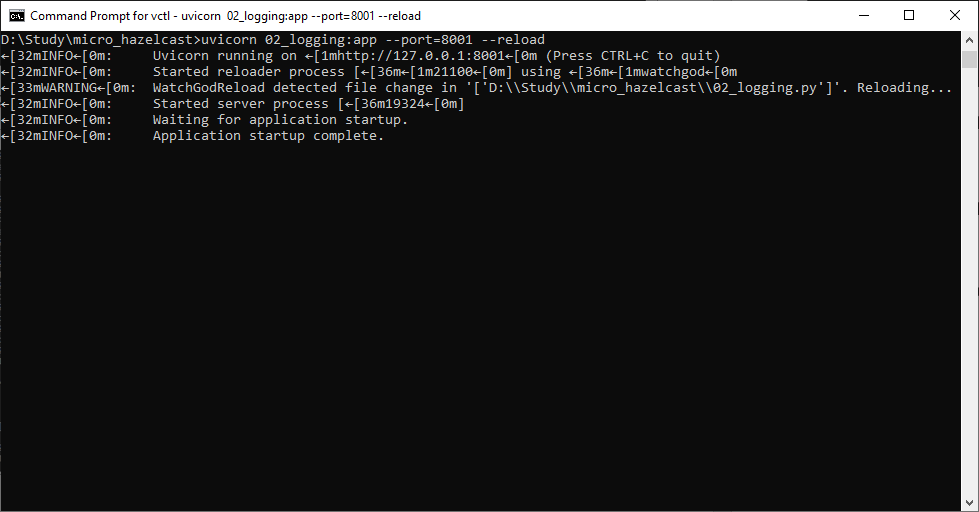 Command Prompt for vctl - uvicorn  02_logging:app --port=8001 --reload
D:\Study\micro_hazelcast>uvicorn 02_logging:app --port=8001 --reload
←[32mINFO←[0m:     Uvicorn running on ←[1mhttp://127.0.0.1:8001←[0m (Press CTRL+C to quit)
←[32mINFO←[0m:     Started reloader process [←[36m←[1m21100←[0m] using ←[36m←[1mwatchgod←[0m
←[33mWARNING←[0m:  WatchGodReload detected file change in '['D:\\Study\\micro_hazelcast\\02_logging.py']'. Reloading...
←[32mINFO←[0m:     Started server process [←[36m19324←[0m]
←[32mINFO←[0m:     Waiting for application startup.
←[32mINFO←[0m:     Application startup complete.